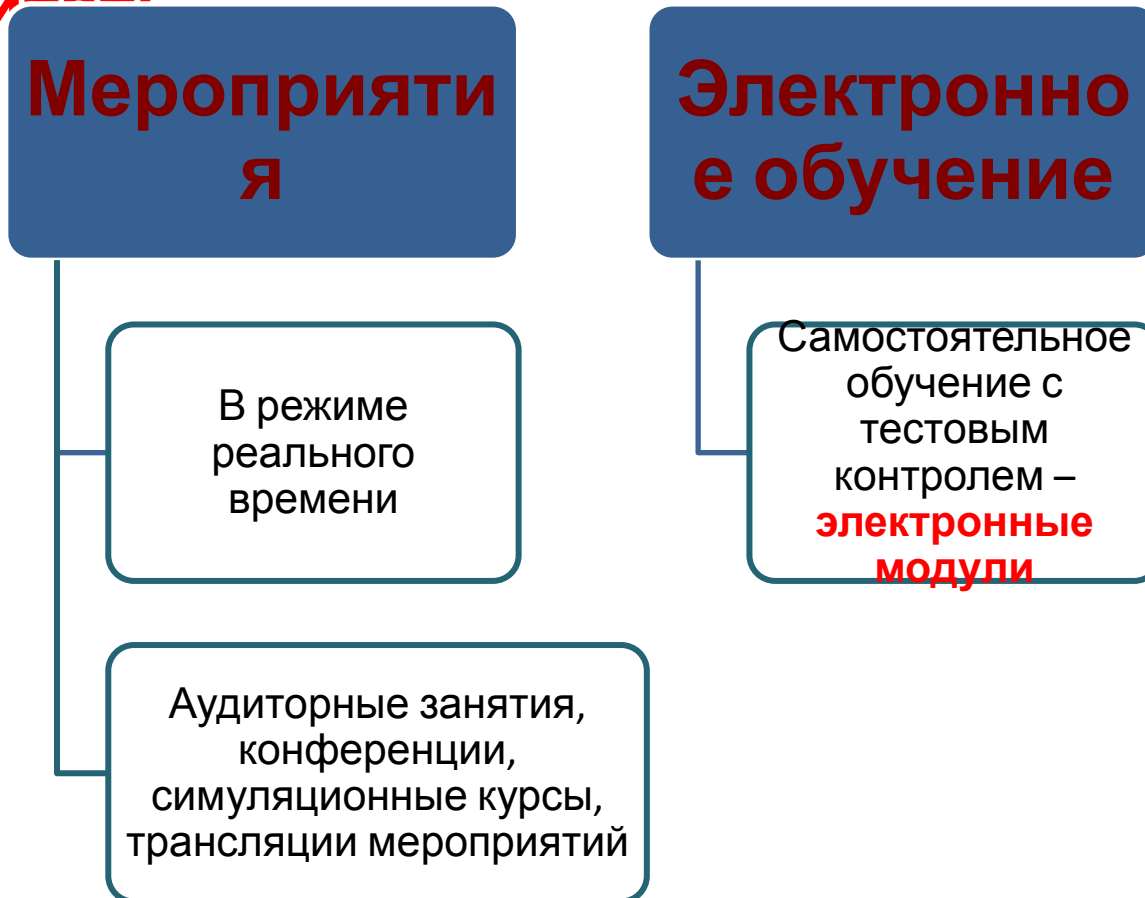 Мероприяти
я
В режиме
реального
времени
Аудиторные занятия,
конференции,
симуляционные курсы,
трансляции мероприятий
Электронно
е обучение
Самостоятельное
обучение с
тестовым
контролем –
электронные
модули